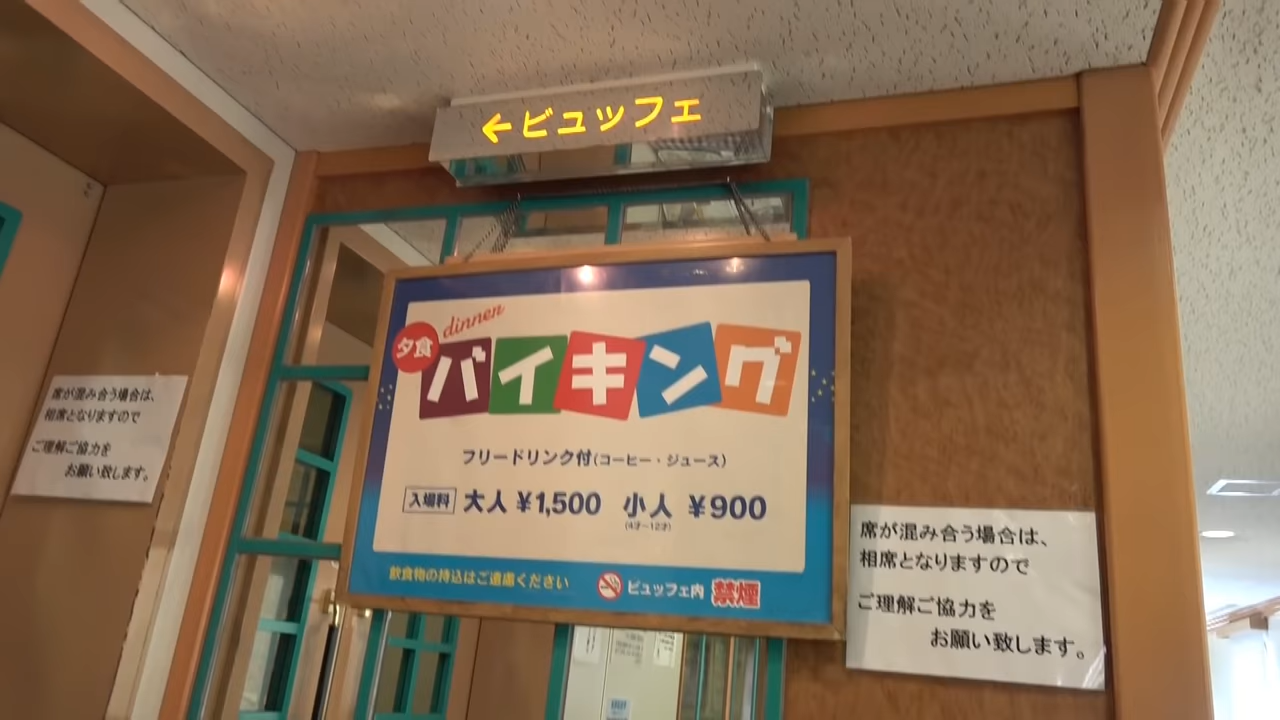 ←ビュッフェ
dinner
夕食
バイキング
フリードリンク付(コーヒー・ジュース)
入場料 大人 ¥1,500 小人 ¥900
(4才〜12才)
飲食物の持込はご遠慮ください ビュッフェ内 禁煙
席が混み合う場合は、
相席となりますので
ご理解ご協力を
お願い致します。
席が混み合う場合は、
相席となりますので
ご理解ご協力を
お願い致します。